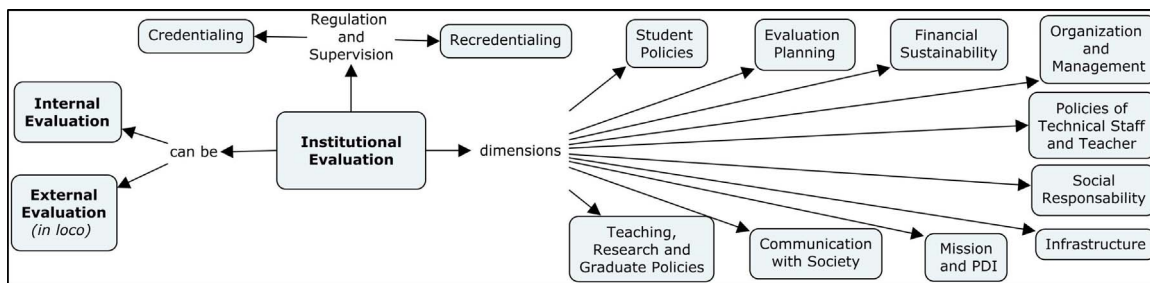 Credentialing
Regulation
and
Supervision
Recredentialing
Student
Policies
Evaluation
Planning
Financial
Sustainability
Organization
and
Management
Internal
Evaluation
can be
External
Evaluation
(in loco)
Institutional
Evaluation
dimensions
Policies of
Technical Staff
and Teacher
Social
Responsability
Teaching,
Research and
Graduate Policies
Communication
with Society
Mission
and PDI
Infrastructure